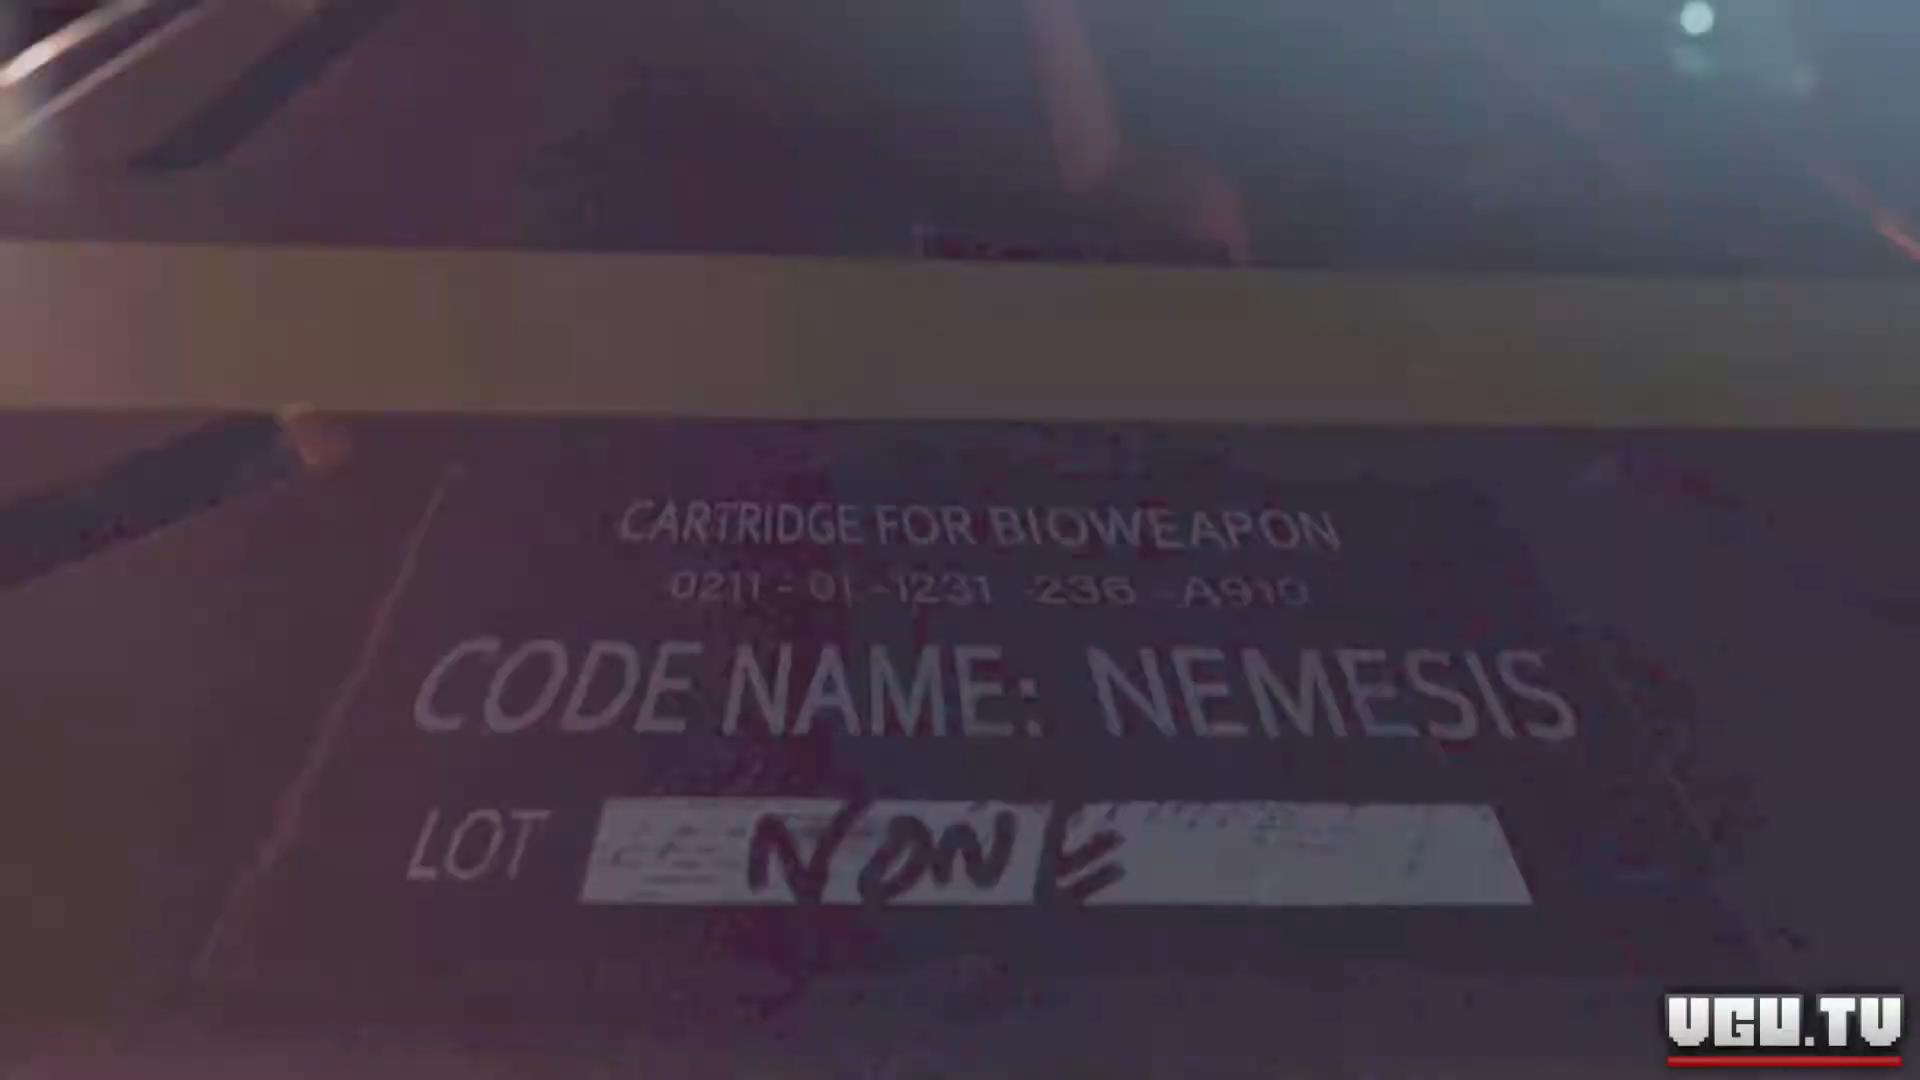 CARTRIDGE FOR BIOWEAPON
0211-01-1231-236-A910
CODE NAME: NEMESIS
LOT NONE
VGU.TV